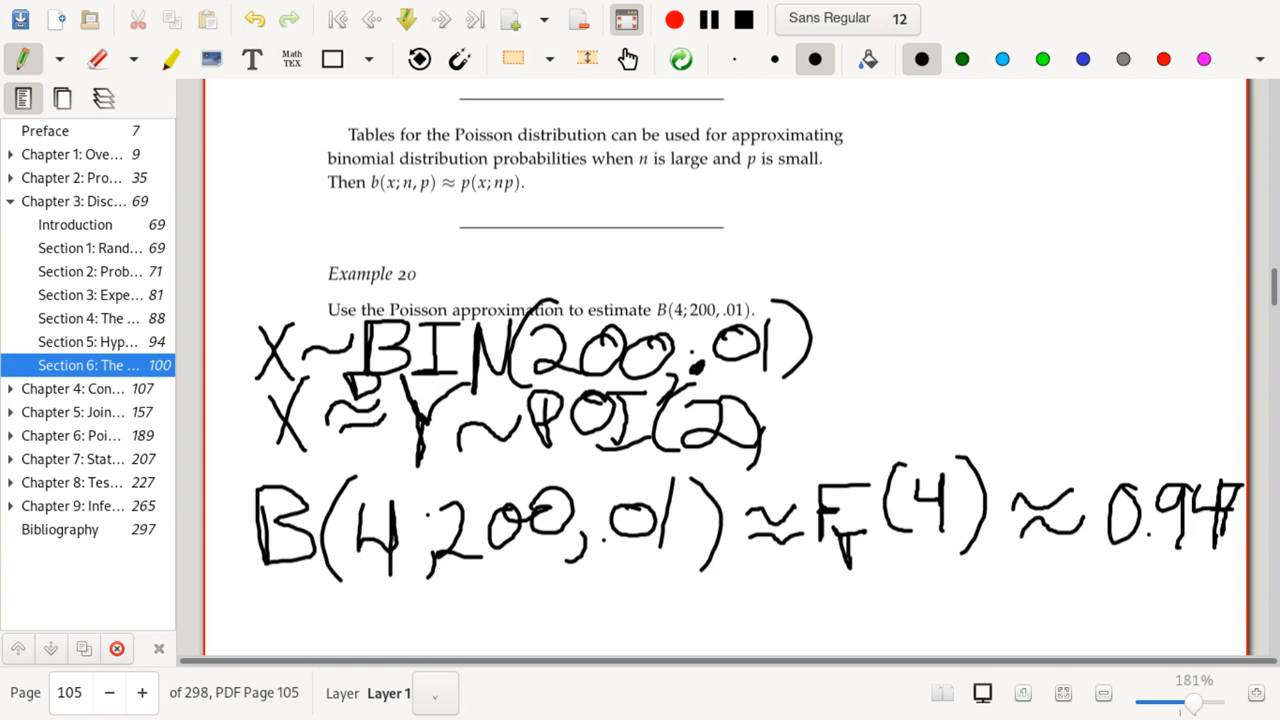 Sans Regular 12
Math
TEX
Preface 7
Chapter 1: Ove... 9
Chapter 2: Pro... 35
Chapter 3: Disc... 69
Introduction 69
Section 1: Rand... 69
Section 2: Prob... 71
Section 3: Expe... 81
Section 4: The ... 88
Section 5: Hyp... 94
Section 6: The ... 100
Chapter 4: Con... 107
Chapter 5: Join... 157
Chapter 6: Poi... 189
Chapter 7: Stat... 207
Chapter 8: Tes... 227
Chapter 9: Infe... 265
Bibliography 297
Tables for the Poisson distribution can be used for approximating
binomial distribution probabilities when n is large and p is small.
Then b(x; n, p) ≈ p(x; np).
Example 20
Use the Poisson approximation to estimate B(4; 200, .01).
X ~ BIN(200, .01)
X ≈ Y ~ POI(2)
B(4; 200, .01) ≈ F_Y(4) ≈ 0.947
Page 105 − + of 298, PDF Page 105 Layer Layer 1 181%